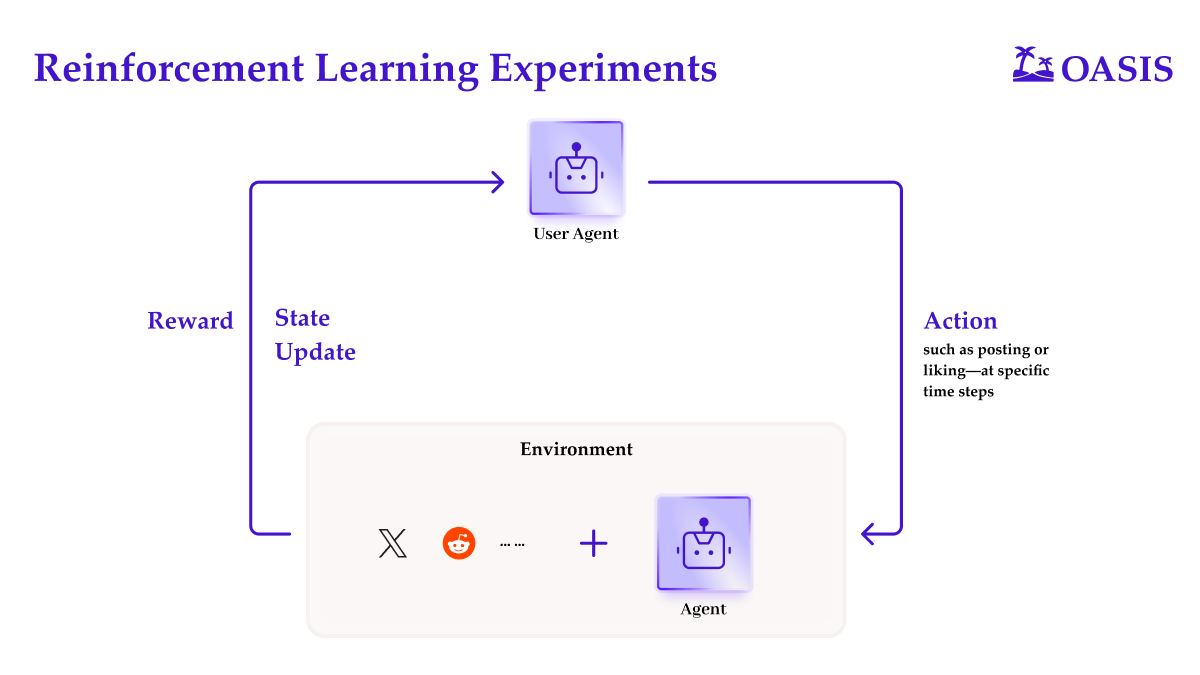 Reinforcement Learning Experiments
OASIS
User Agent
Reward
State
Update
Action
such as posting or
liking—at specific
time steps
Environment
... ...
Agent